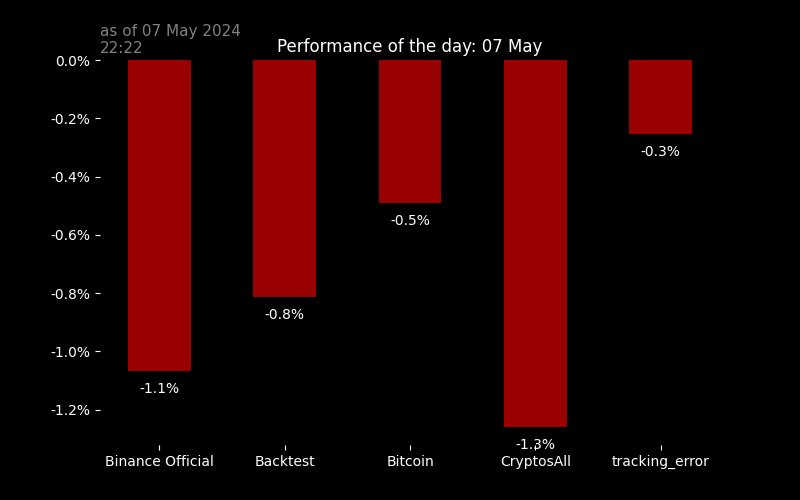 as of 07 May 2024
22:22
Performance of the day: 07 May
0.0%
-0.2%
-0.4%
-0.6%
-0.8%
-1.0%
-1.2%
-1.1%
-0.8%
-0.5%
-1.3%
-0.3%
Binance Official
Backtest
Bitcoin
CryptosAll
tracking_error